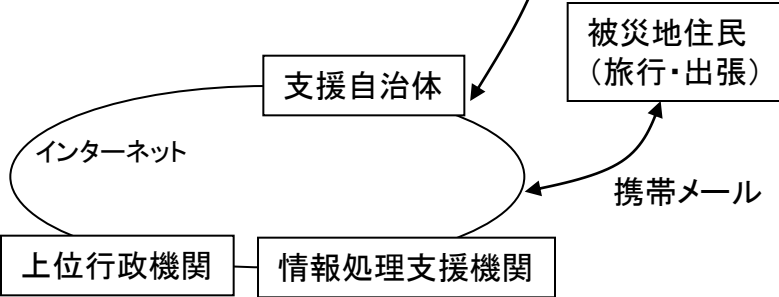 被災地住民
（旅行・出張）
支援自治体
インターネット
携帯メール
上位行政機関
情報処理支援機関